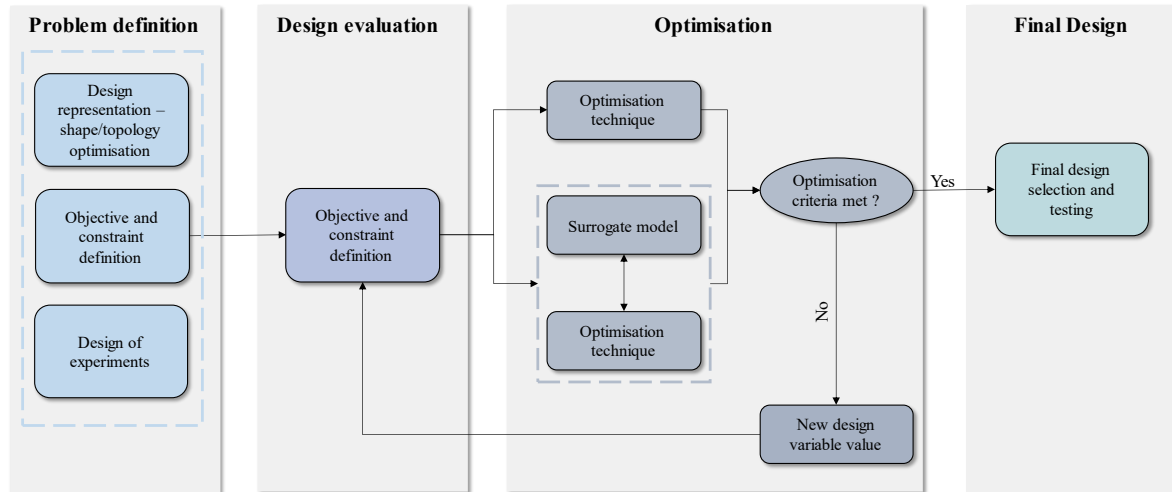 Problem definition
Design
representation –
shape/topology
optimisation
Objective and
constraint
definition
Design of
experiments
Design evaluation
Objective and
constraint
definition
Optimisation
Optimisation
technique
Surrogate model
Optimisation
technique
Optimisation
criteria met ?
Yes
No
New design
variable value
Final Design
Final design
selection and
testing